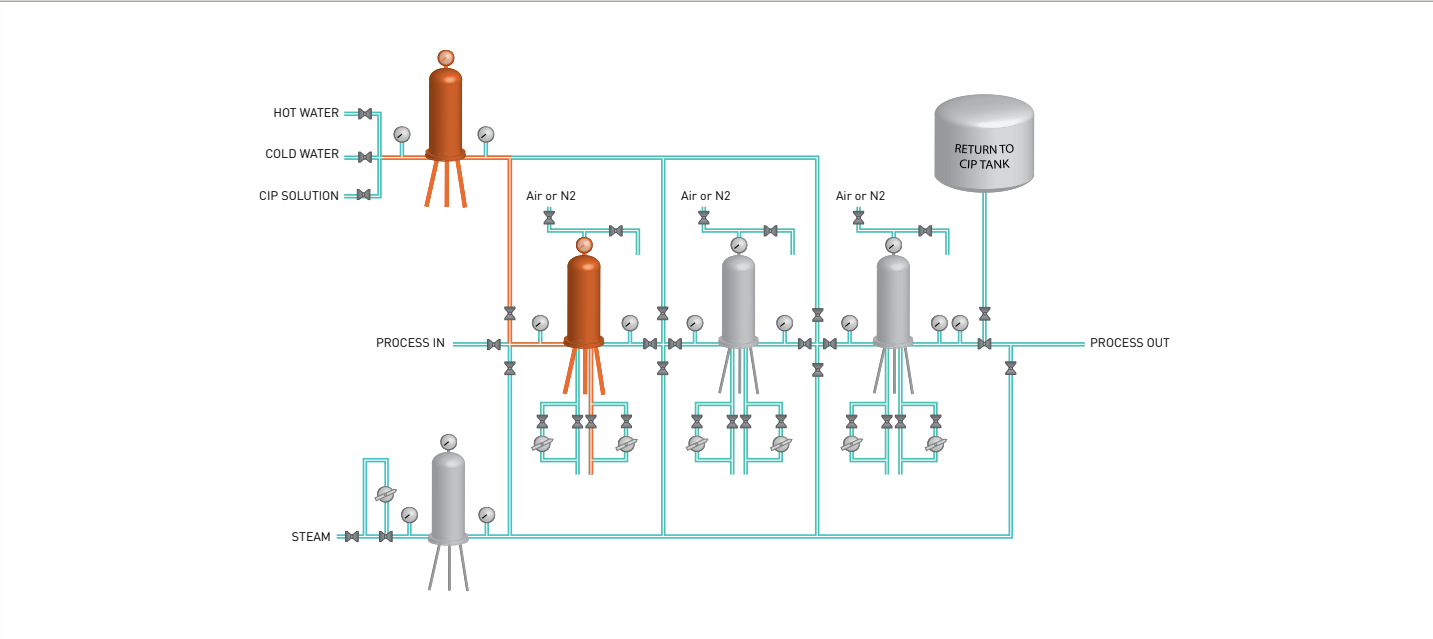 HOT WATER
COLD WATER
CIP SOLUTION
RETURN TO
CIP TANK
Air or N2
Air or N2
Air or N2
PROCESS IN
PROCESS OUT
STEAM